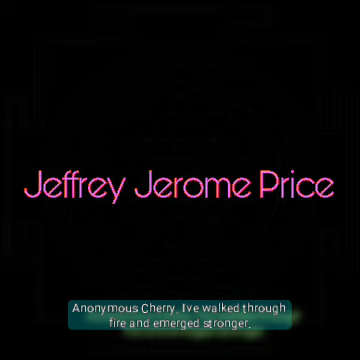 Jeffrey Jerome Price
Anonymous Cherry, I've walked through
fire and emerged stronger.